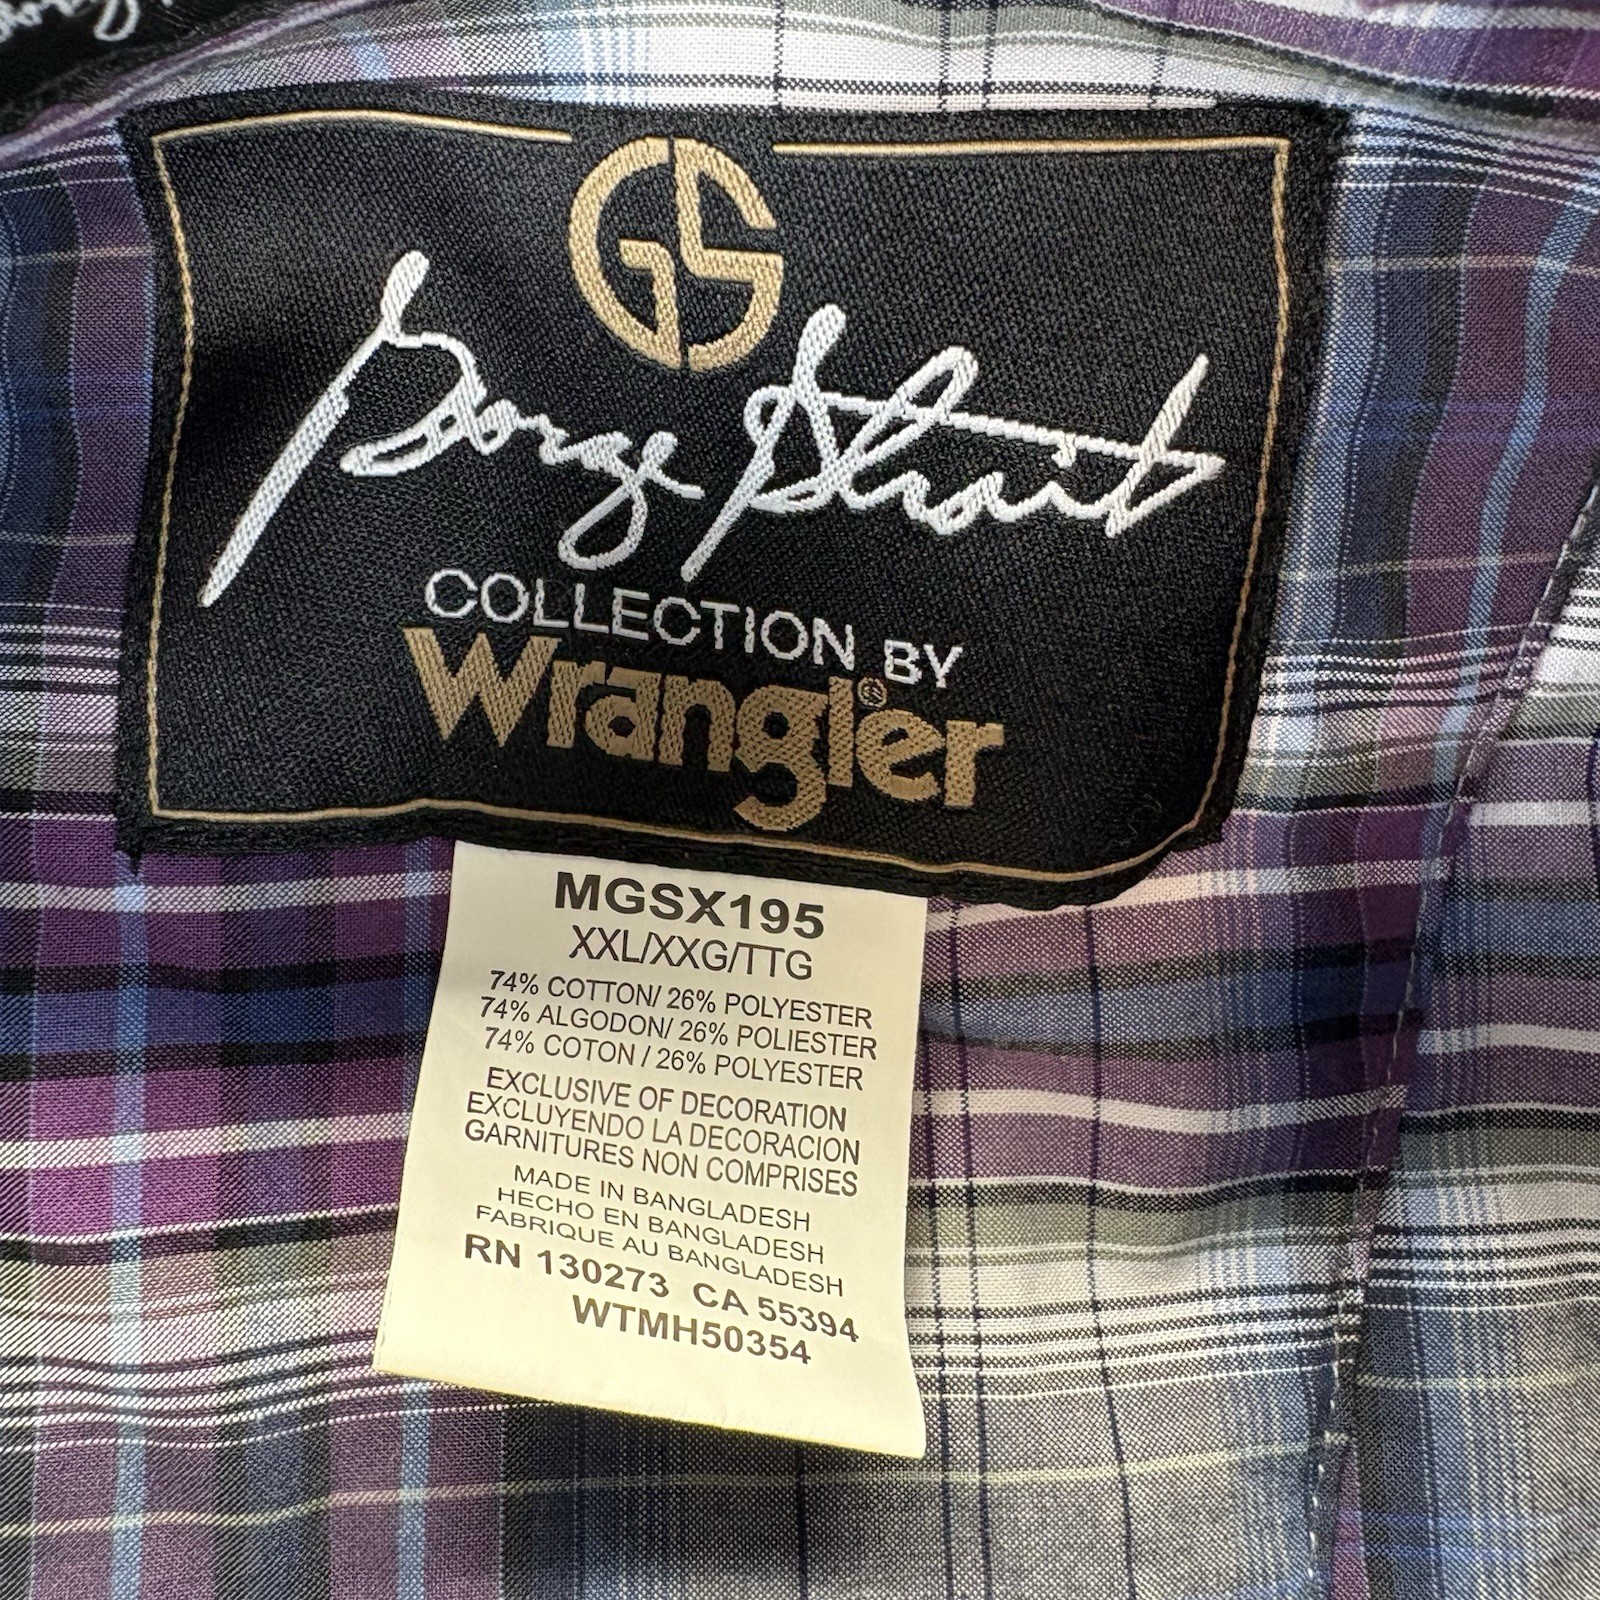 GS
George Strait
COLLECTION BY
Wrangler®
MGSX195
XXL/XXG/TTG
74% COTTON/ 26% POLYESTER
74% ALGODON/ 26% POLIESTER
74% COTON / 26% POLYESTER
EXCLUSIVE OF DECORATION
EXCLUYENDO LA DECORACION
GARNITURES NON COMPRISES
MADE IN BANGLADESH
HECHO EN BANGLADESH
FABRIQUE AU BANGLADESH
RN 130273 CA 55394
WTMH50354